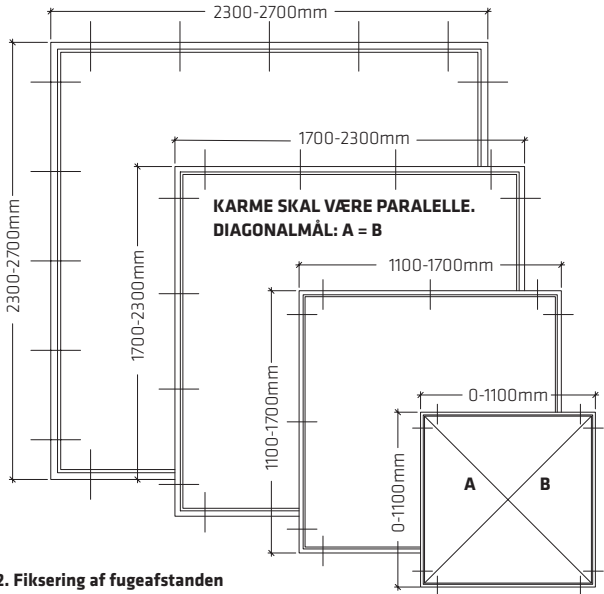 2300-2700mm
1700-2300mm
KARME SKAL VÆRE PARALELLE.
DIAGONALMÅL: A = B
2300-2700mm
1700-2300mm
1100-1700mm
0-1100mm
1100-1700mm
0-1100mm
A
B
2. Fiksering af fugeafstanden